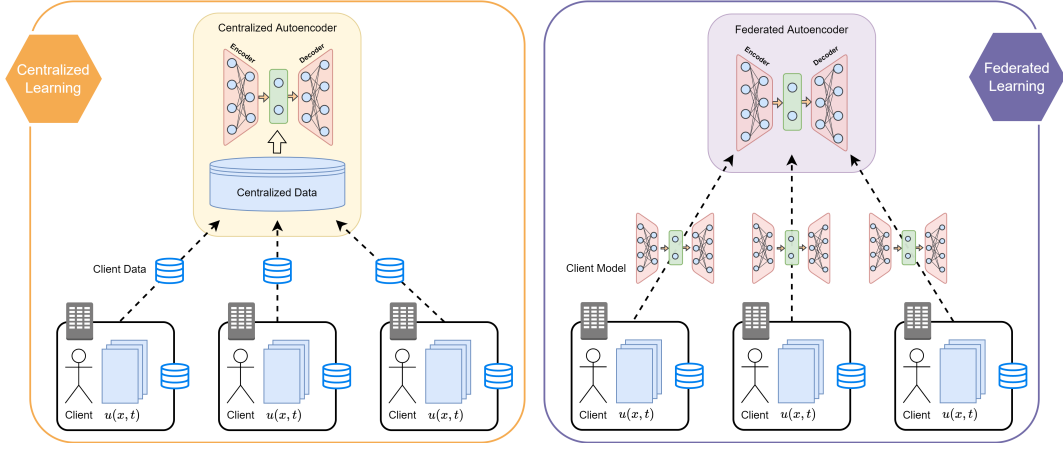 Centralized
Learning
Centralized Autoencoder
Encoder
Decoder
Centralized Data
Client Data
Client
u(x, t)
Client
u(x, t)
Client
u(x, t)
Federated
Learning
Federated Autoencoder
Encoder
Decoder
Client Model
Client
u(x, t)
Client
u(x, t)
Client
u(x, t)